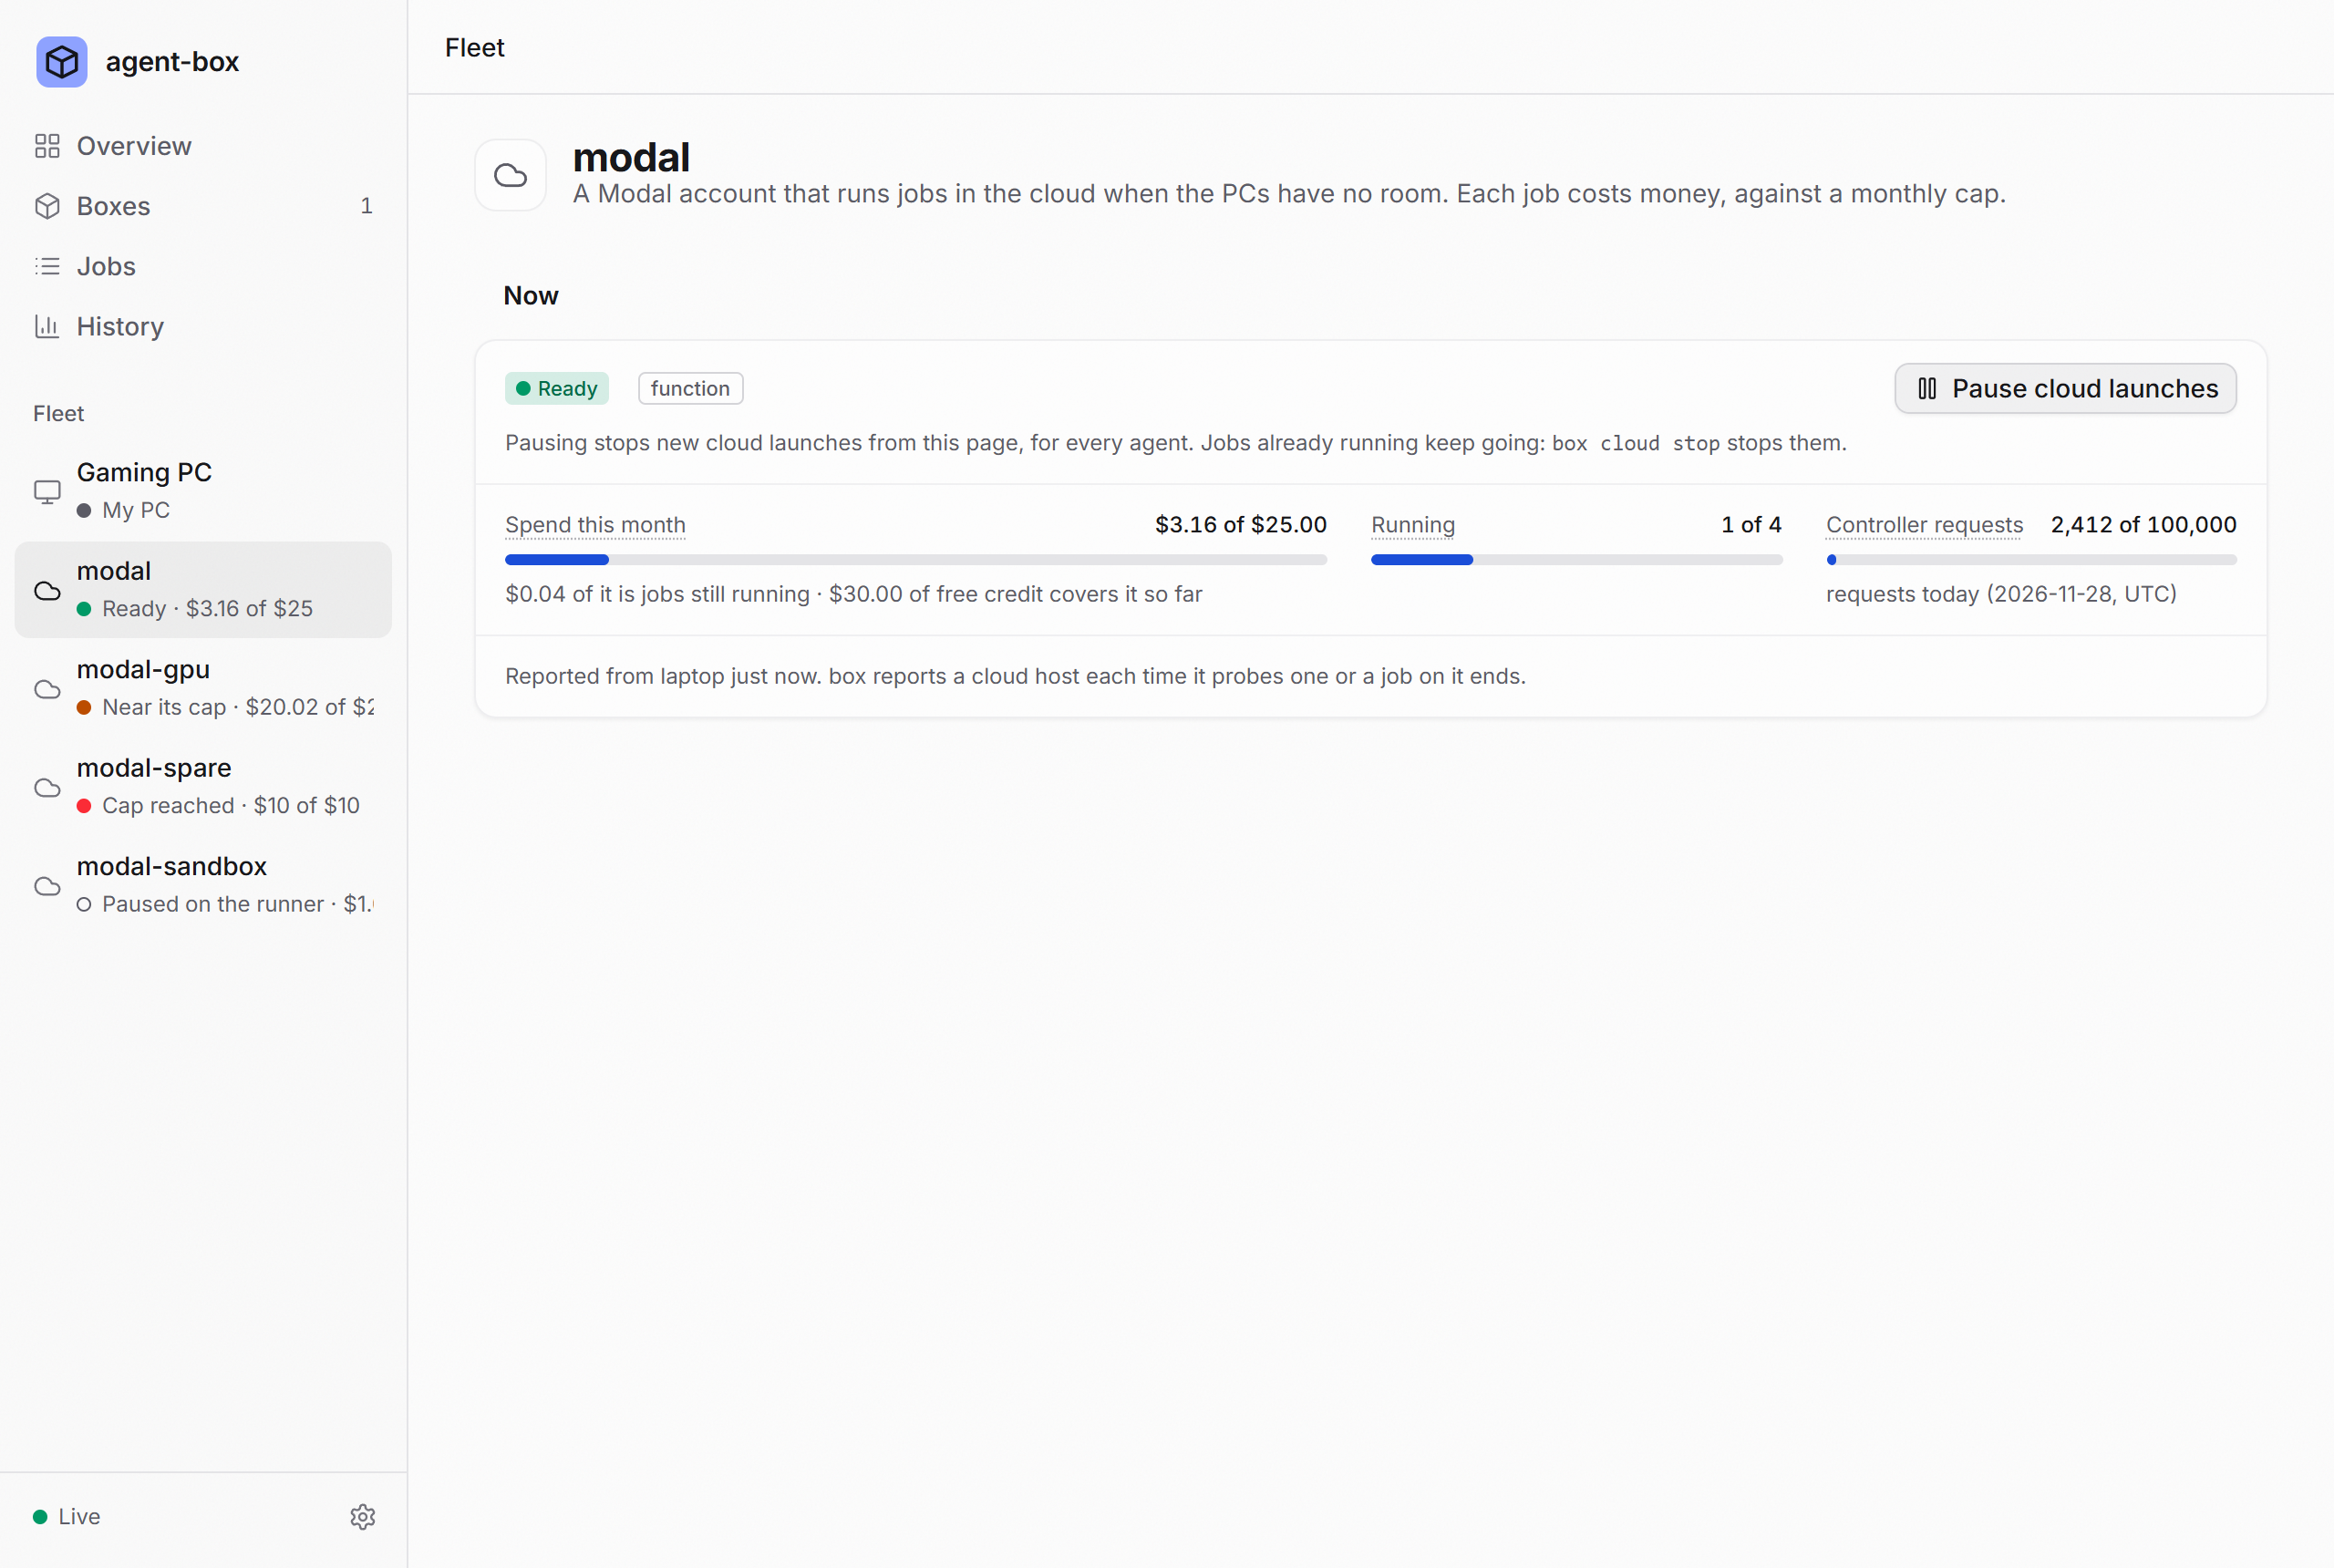 agent-box
Overview
Boxes 1
Jobs
History
Fleet
Gaming PC
My PC
modal
Ready · $3.16 of $25
modal-gpu
Near its cap · $20.02 of $2
modal-spare
Cap reached · $10 of $10
modal-sandbox
Paused on the runner · $1.
Live
Fleet
modal
A Modal account that runs jobs in the cloud when the PCs have no room. Each job costs money, against a monthly cap.
Now
Ready function Pause cloud launches
Pausing stops new cloud launches from this page, for every agent. Jobs already running keep going: box cloud stop stops them.
Spend this month $3.16 of $25.00 Running 1 of 4 Controller requests 2,412 of 100,000
$0.04 of it is jobs still running · $30.00 of free credit covers it so far requests today (2026-11-28, UTC)
Reported from laptop just now. box reports a cloud host each time it probes one or a job on it ends.